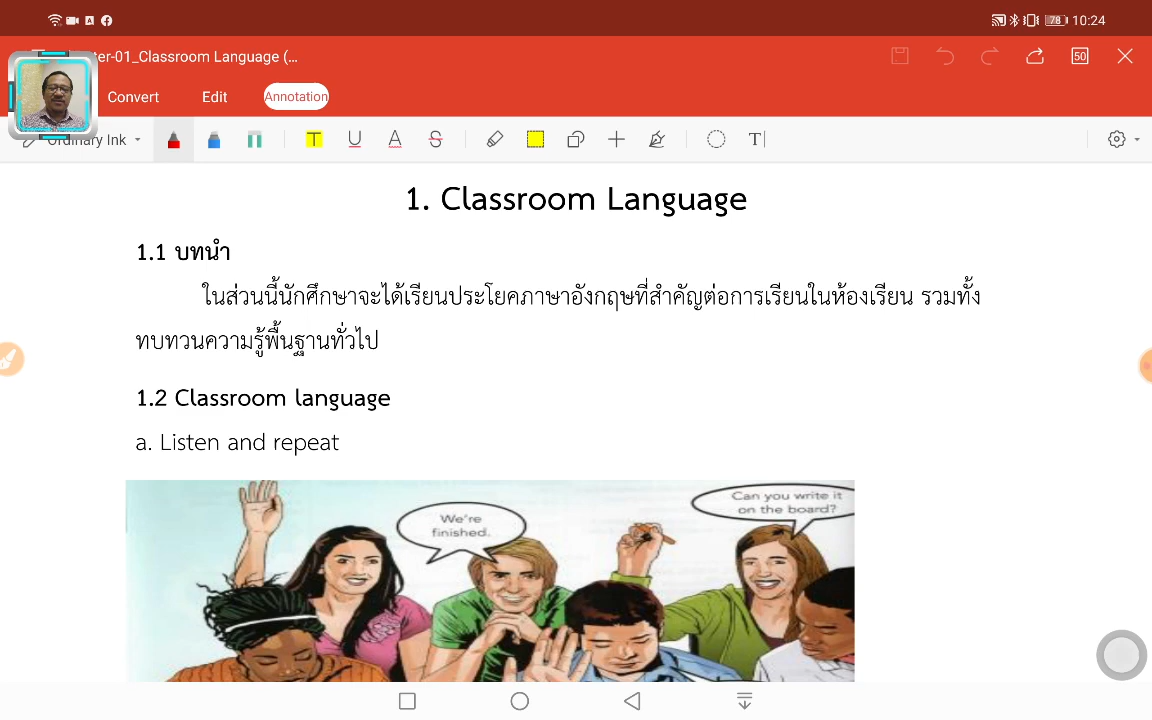 78 10:24
ter-01_Classroom Language (...
50
Convert Edit Annotation
Ordinary Ink
1. Classroom Language
1.1 บทนำ
ในส่วนนี้นักศึกษาจะได้เรียนประโยคภาษาอังกฤษที่สำคัญต่อการเรียนในห้องเรียน รวมทั้ง
ทบทวนความรู้พื้นฐานทั่วไป
1.2 Classroom language
a. Listen and repeat
We're
finished.
Can you write it
on the board?